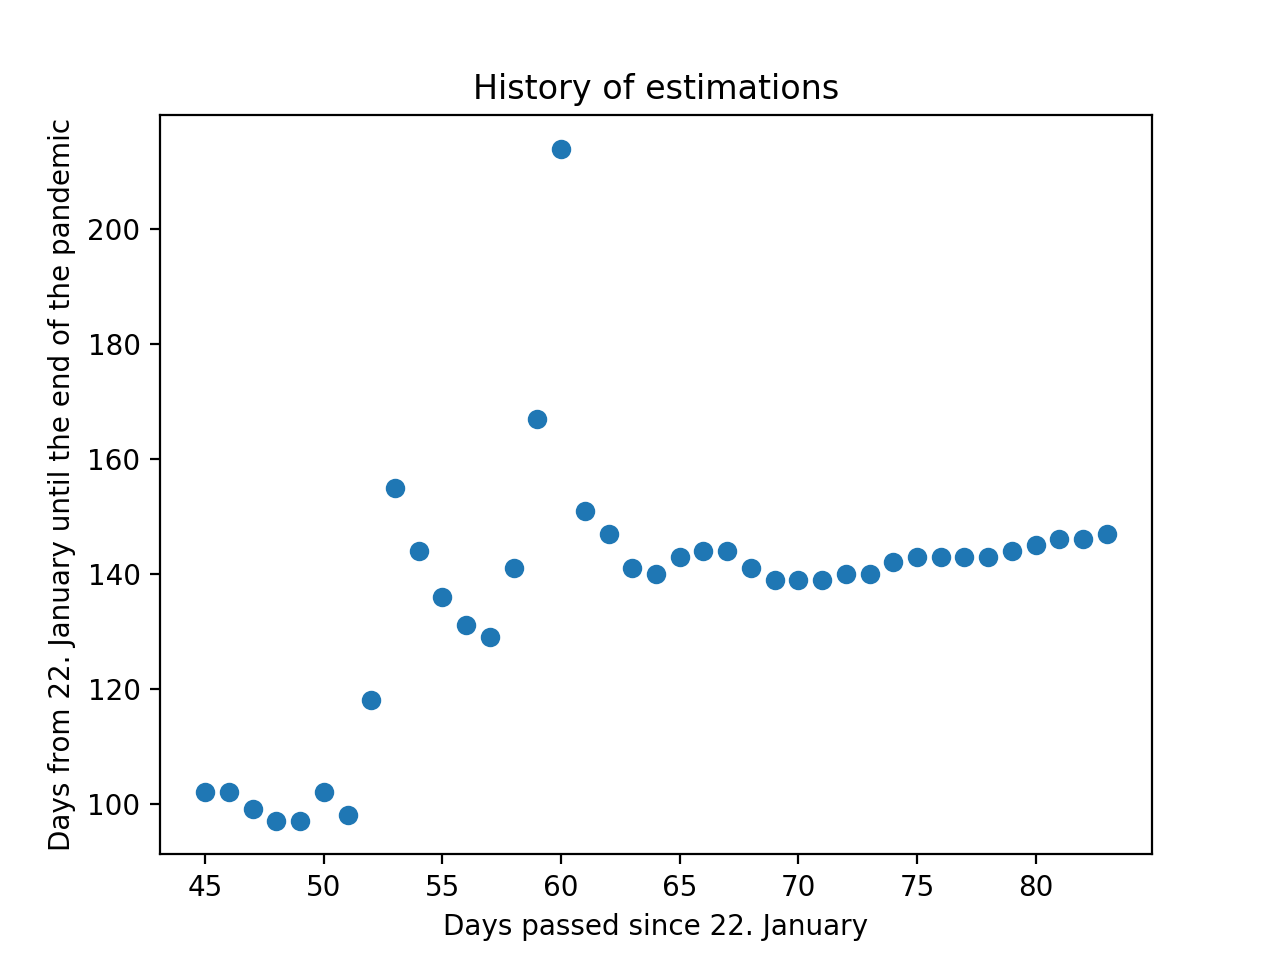 History of estimations
Days from 22. January until the end of the pandemic
200
180
160
140
120
100
45 50 55 60 65 70 75 80
Days passed since 22. January